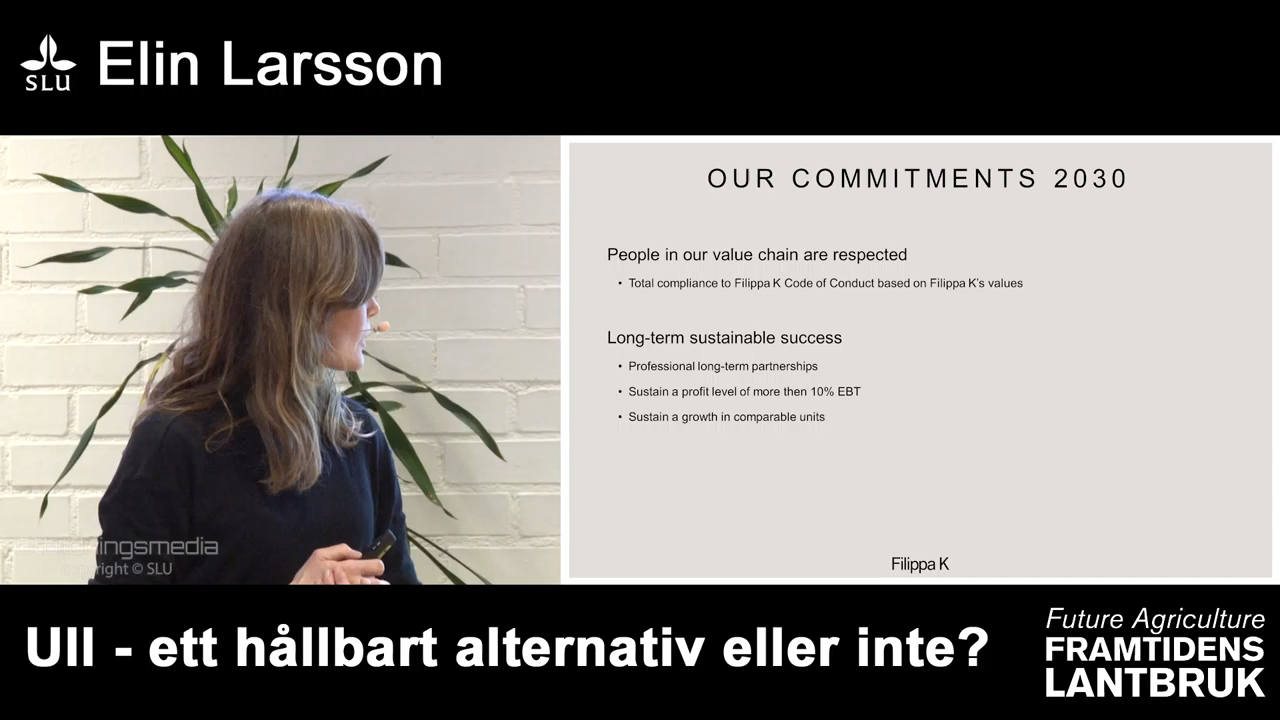 SLU
Elin Larsson
OUR COMMITMENTS 2030
People in our value chain are respected
• Total compliance to Filippa K Code of Conduct based on Filippa K's values
Long-term sustainable success
• Professional long-term partnerships
• Sustain a profit level of more then 10% EBT
• Sustain a growth in comparable units
Filippa K
© SLU
Ull - ett hållbart alternativ eller inte?
Future Agriculture
FRAMTIDENS
LANTBRUK